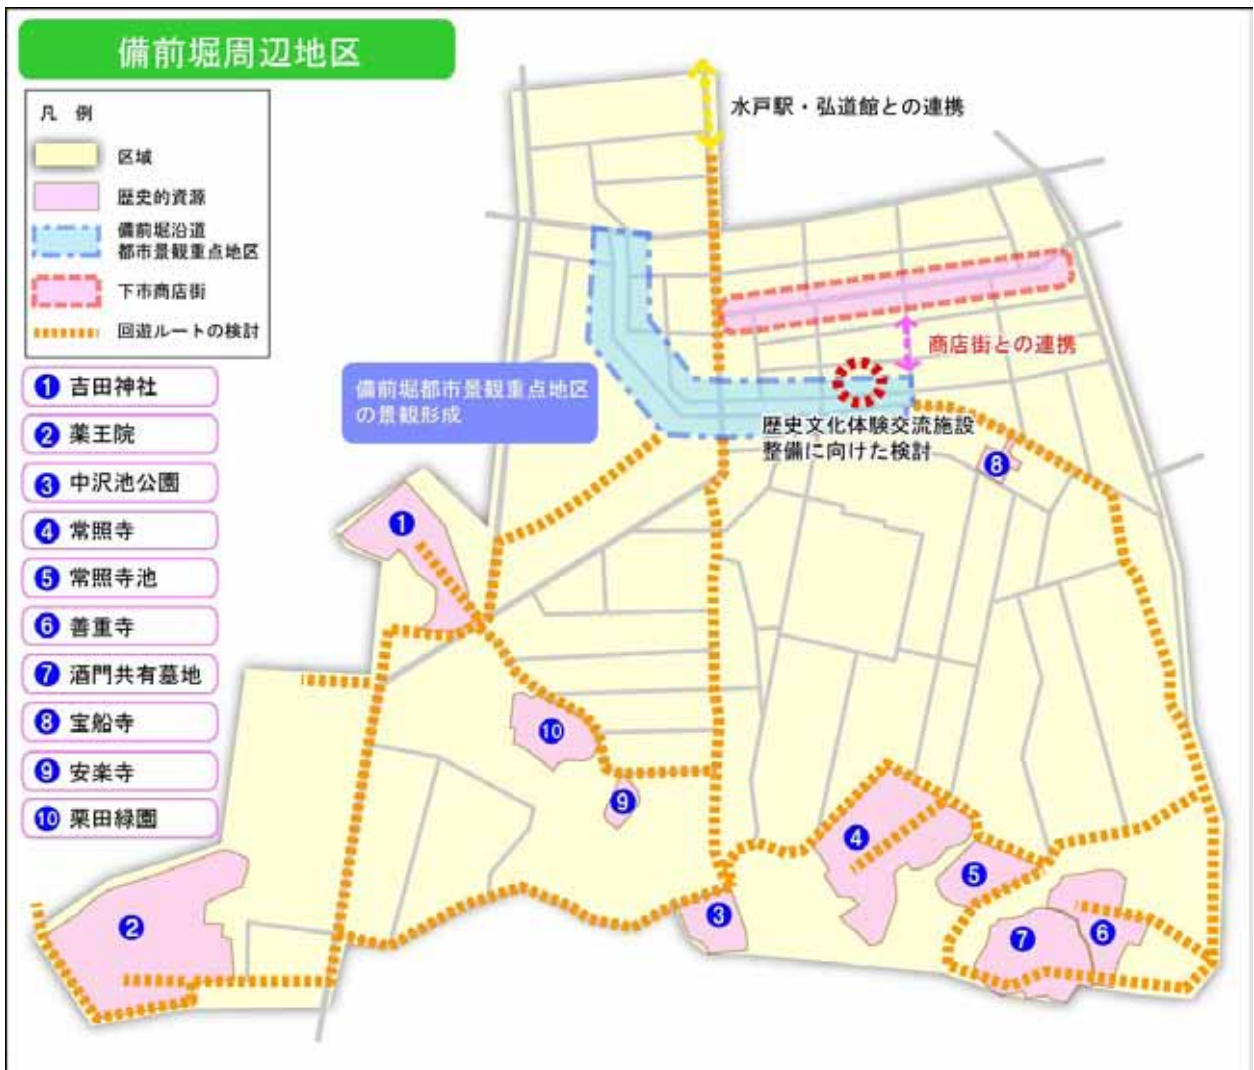 備前堀周辺地区
凡 例
区域
歴史的資源
備前堀沿道
都市景観重点地区
下市商店街
回遊ルートの検討
1 吉田神社
2 薬王院
3 中沢池公園
4 常照寺
5 常照寺池
6 善重寺
7 酒門共有墓地
8 宝船寺
9 安楽寺
10 栗田緑園
水戸駅・弘道館との連携
商店街との連携
備前堀都市景観重点地区
の景観形成
歴史文化体験交流施設
整備に向けた検討
8
1
10
9
4
5
3
2
7
6